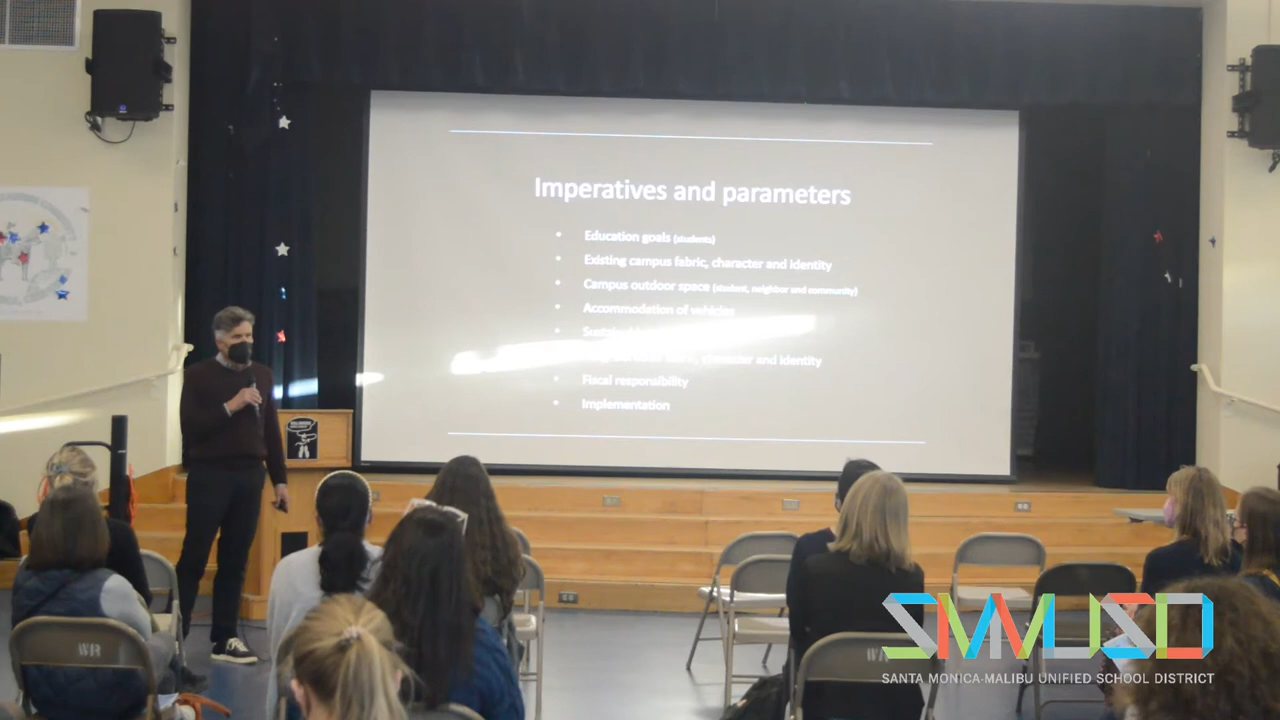 Imperatives and parameters
• Education goals (students)
• Existing campus fabric, character and identity
• Campus outdoor space (student, neighbor and community)
• Accommodation of vehicles
• character and identity
• Fiscal responsibility
• Implementation
WR
SMMUSD
SANTA MONICA-MALIBU UNIFIED SCHOOL DISTRICT